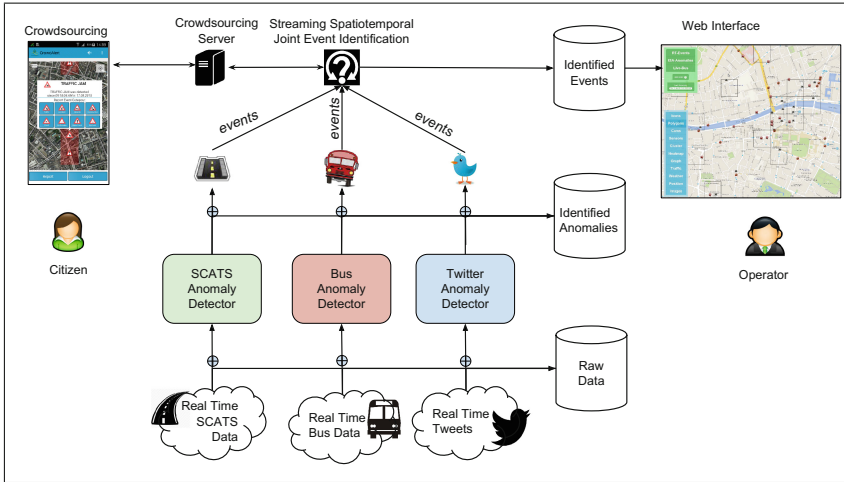 Crowdsourcing
Crowdsourcing
Server
Streaming Spatiotemporal
Joint Event Identification
Web Interface
TRAFFIC JAM
Identified
Events
events
events
events
Identified
Anomalies
Citizen
Operator
SCATS
Anomaly
Detector
Bus
Anomaly
Detector
Twitter
Anomaly
Detector
Raw
Data
Real Time
SCATS
Data
Real Time
Bus Data
Real Time
Tweets